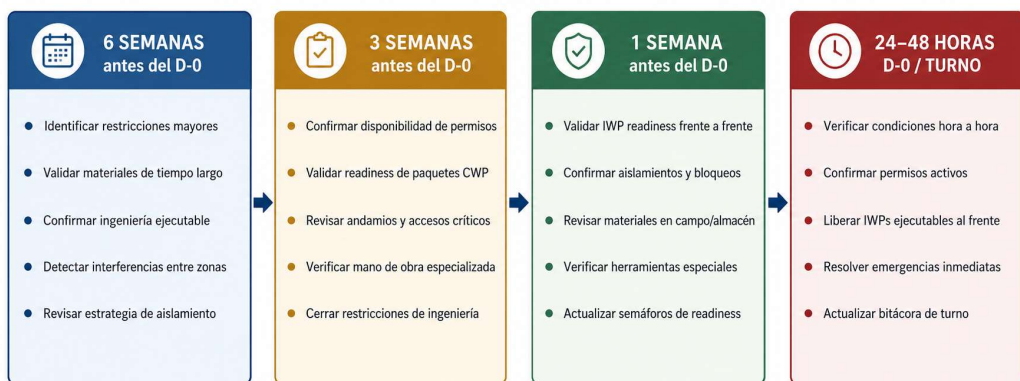 6 SEMANAS
antes del D-0
Identificar restricciones mayores
Validar materiales de tiempo largo
Confirmar ingeniería ejecutable
Detectar interferencias entre zonas
Revisar estrategia de aislamiento
3 SEMANAS
antes del D-0
Confirmar disponibilidad de permisos
Validar readiness de paquetes CWP
Revisar andamios y accesos críticos
Verificar mano de obra especializada
Cerrar restricciones de ingeniería
1 SEMANA
antes del D-0
Validar IWP readiness frente a frente
Confirmar aislamientos y bloqueos
Revisar materiales en campo/almacén
Verificar herramientas especiales
Actualizar semáforos de readiness
24–48 HORAS
D-0 / TURNO
Verificar condiciones hora a hora
Confirmar permisos activos
Liberar IWPs ejecutables al frente
Resolver emergencias inmediatas
Actualizar bitácora de turno